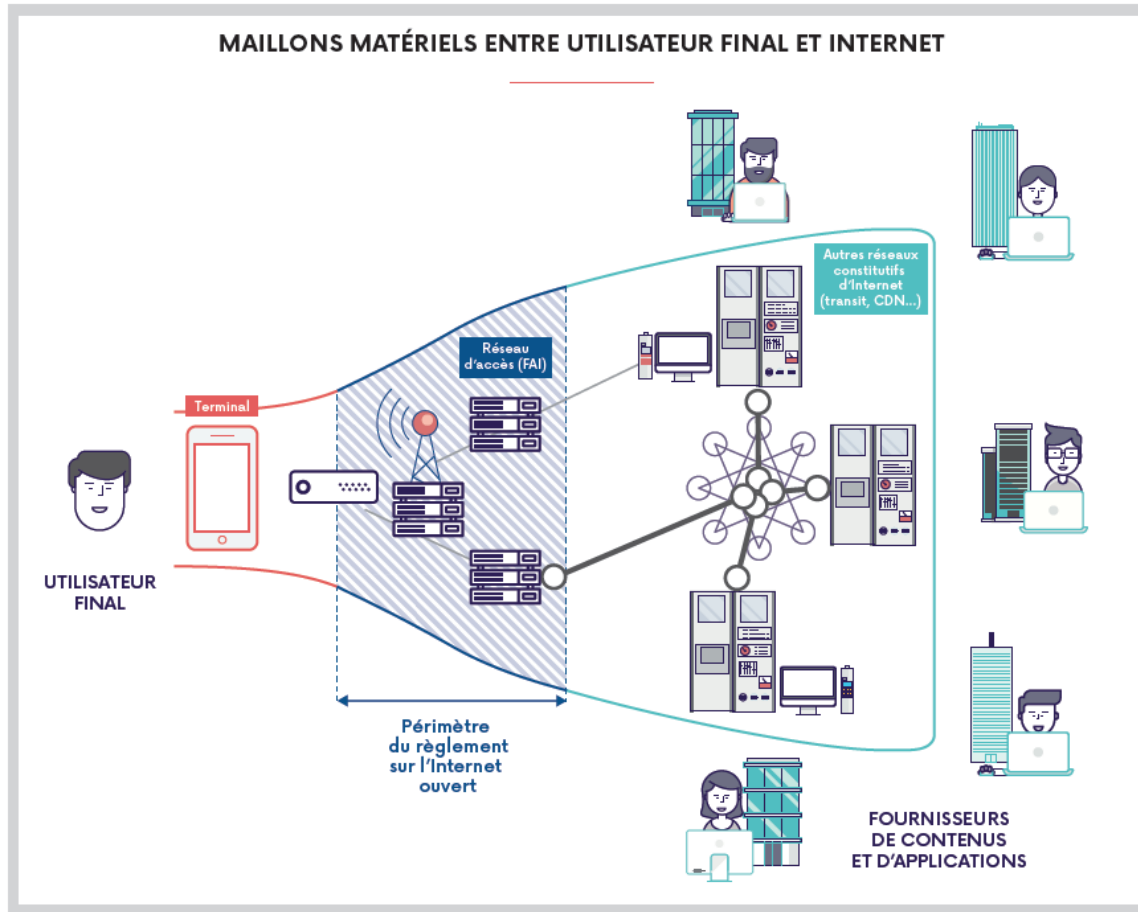 MAILLONS MATÉRIELS ENTRE UTILISATEUR FINAL ET INTERNET
Autres réseaux
constitutifs
d'Internet
(transit, CDN...)
Réseau
d'accès (FAI)
Terminal
UTILISATEUR
FINAL
Périmètre
du règlement
sur l'Internet
ouvert
FOURNISSEURS
DE CONTENUS
ET D'APPLICATIONS